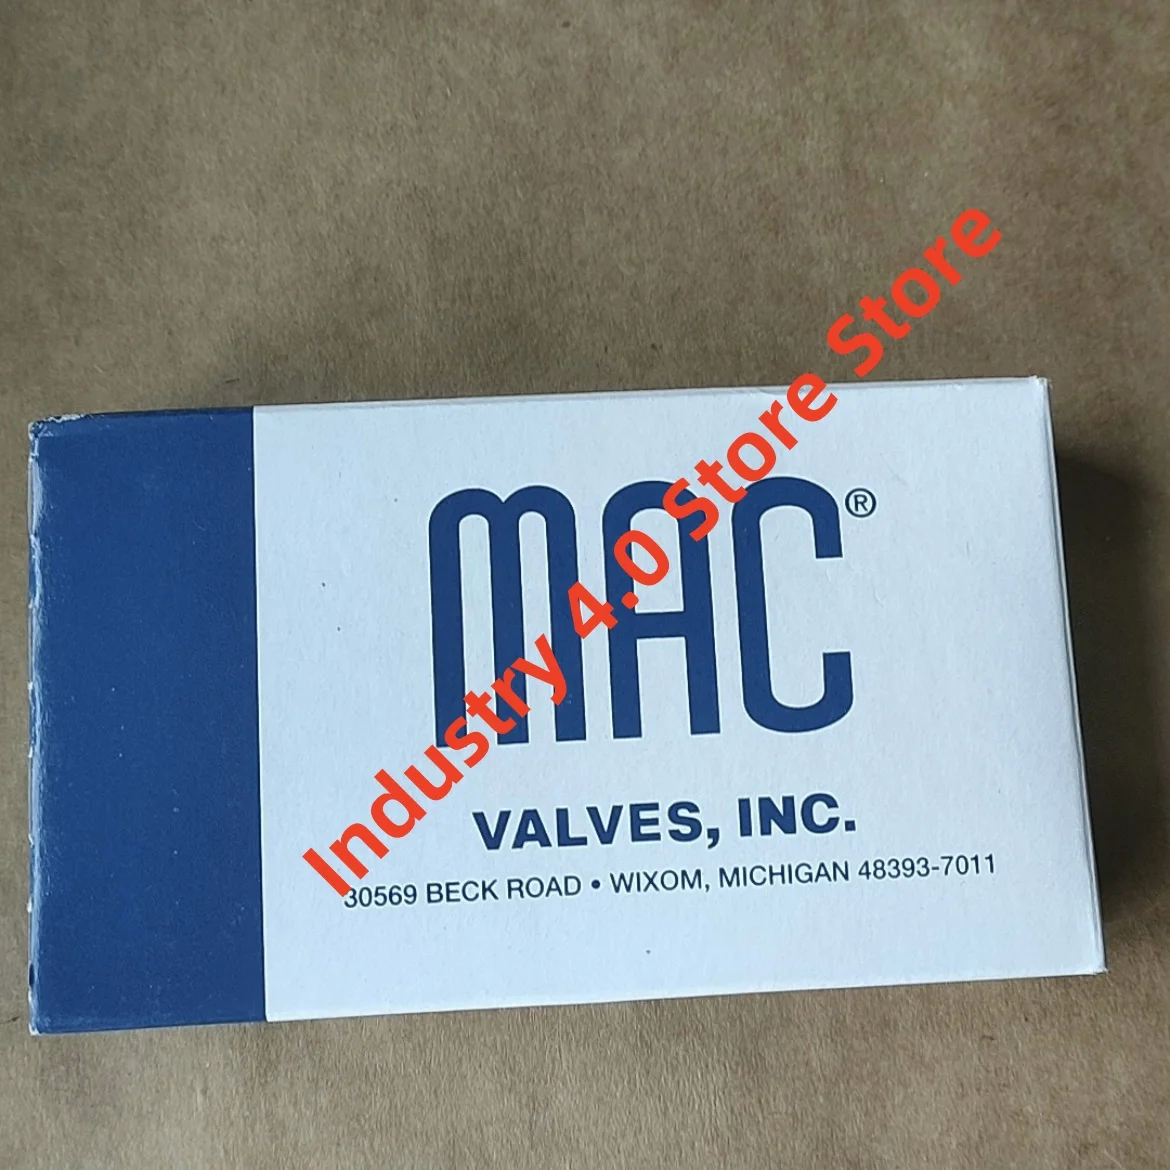 MAC®
VALVES, INC.
30569 BECK ROAD • WIXOM, MICHIGAN 48393-7011
Industry 4.0 Store Store